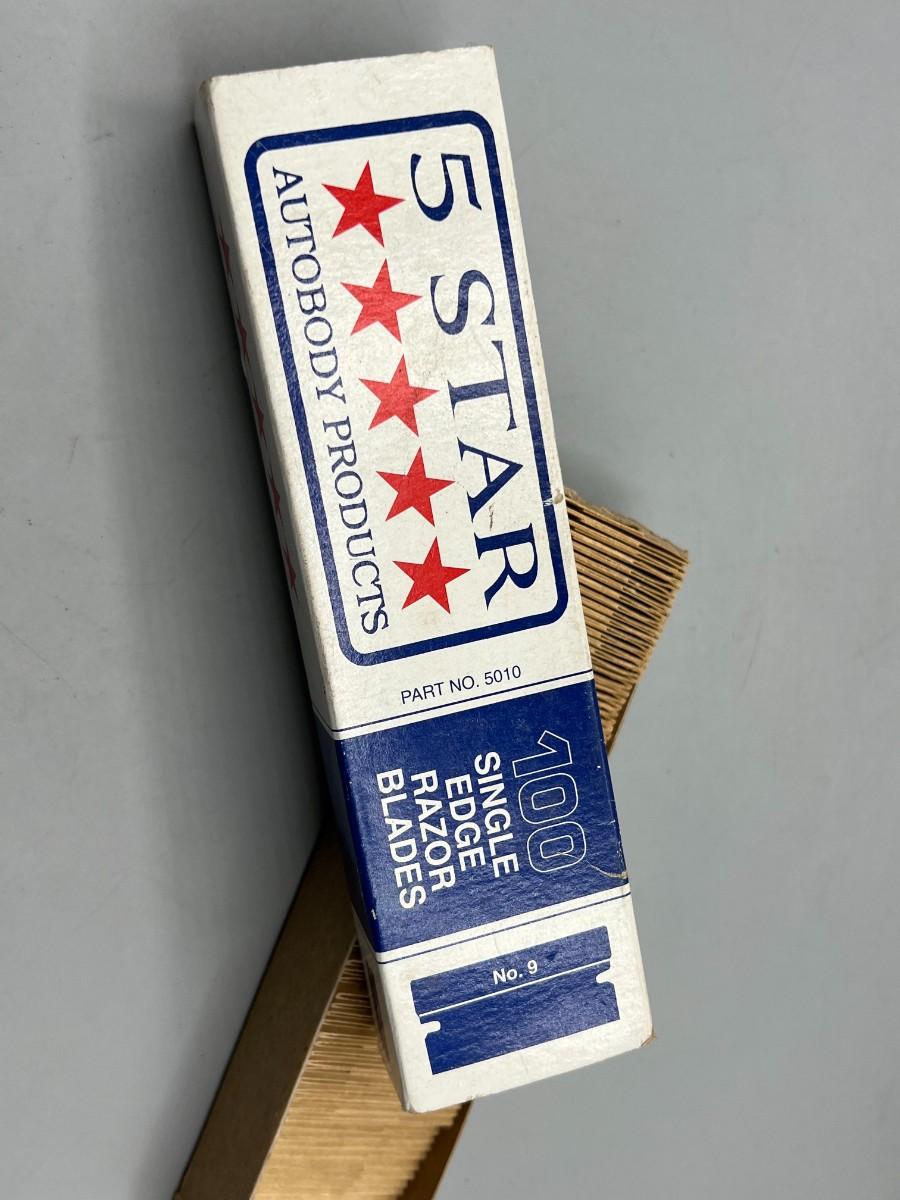 5 STAR
AUTOBODY PRODUCTS
PART NO. 5010
100
SINGLE
EDGE
RAZOR
BLADES
No. 9